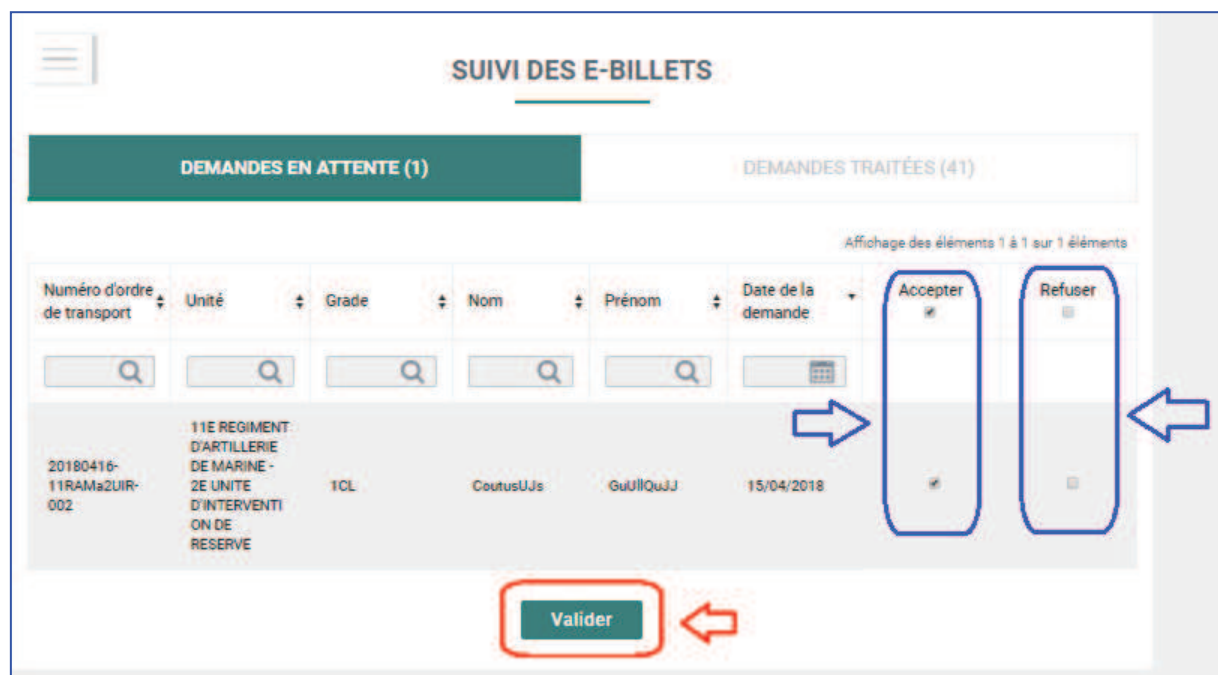 SUIVI DES E-BILLETS
DEMANDES EN ATTENTE (1)
DEMANDES TRAITÉES (41)
Affichage des éléments 1 à 1 sur 1 éléments
Numéro d'ordre
de transport
Unité
Grade
Nom
Prénom
Date de la
demande
Accepter
Refuser
20180416-
11RAMa2UIR-
002
11E REGIMENT
D'ARTILLERIE
DE MARINE -
2E UNITE
D'INTERVENTI
ON DE
RESERVE
1CL
CoutusUJs
GuUllQuJJ
15/04/2018
Valider